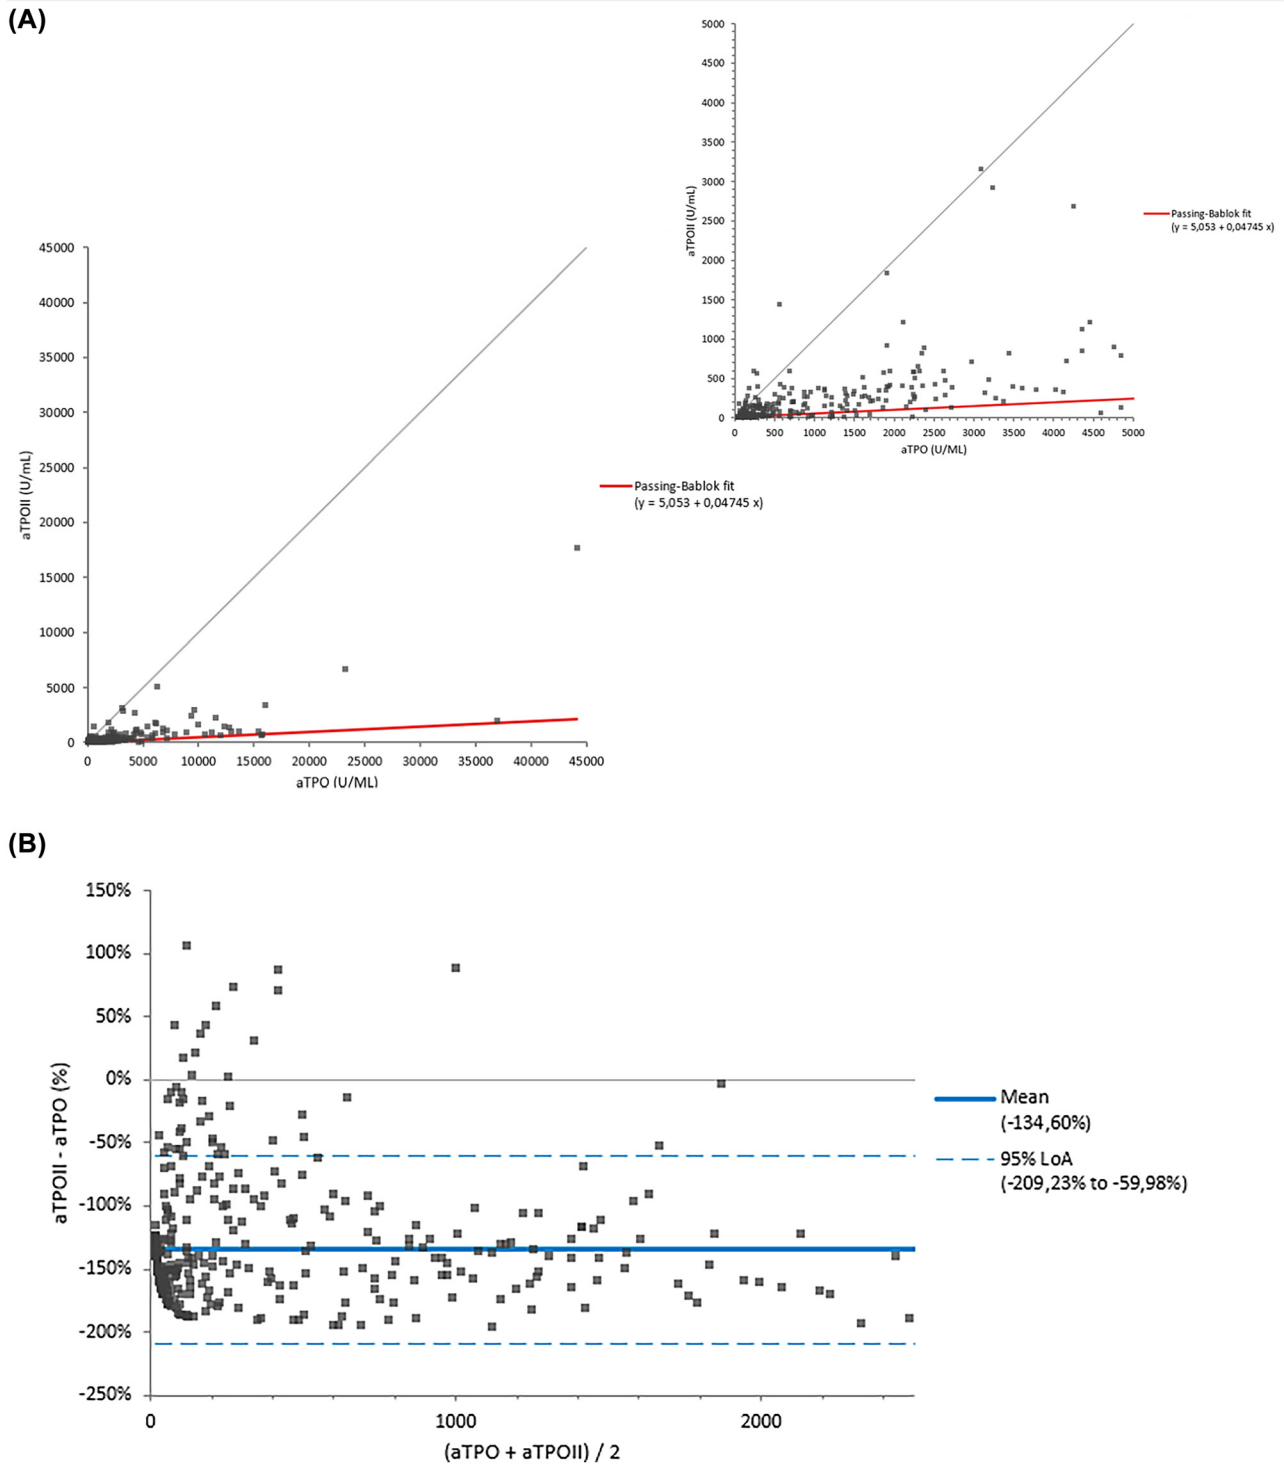 (A)
5000
4500
4000
3500
3000
2500
2000
1500
1000
500
0
aTPOII (U/mL)
0 500 1000 1500 2000 2500 3000 3500 4000 4500 5000
aTPO (U/ML)
Passing-Bablok fit
(y = 5,053 + 0,04745 x)
45000
40000
35000
30000
25000
20000
15000
10000
5000
0
aTPOII (U/mL)
0 5000 10000 15000 20000 25000 30000 35000 40000 45000
aTPO (U/ML)
Passing-Bablok fit
(y = 5,053 + 0,04745 x)
(B)
150%
100%
50%
0%
-50%
-100%
-150%
-200%
-250%
aTPOII - aTPO (%)
0 1000 2000
(aTPO + aTPOII) / 2
Mean
(-134,60%)
95% LoA
(-209,23% to -59,98%)